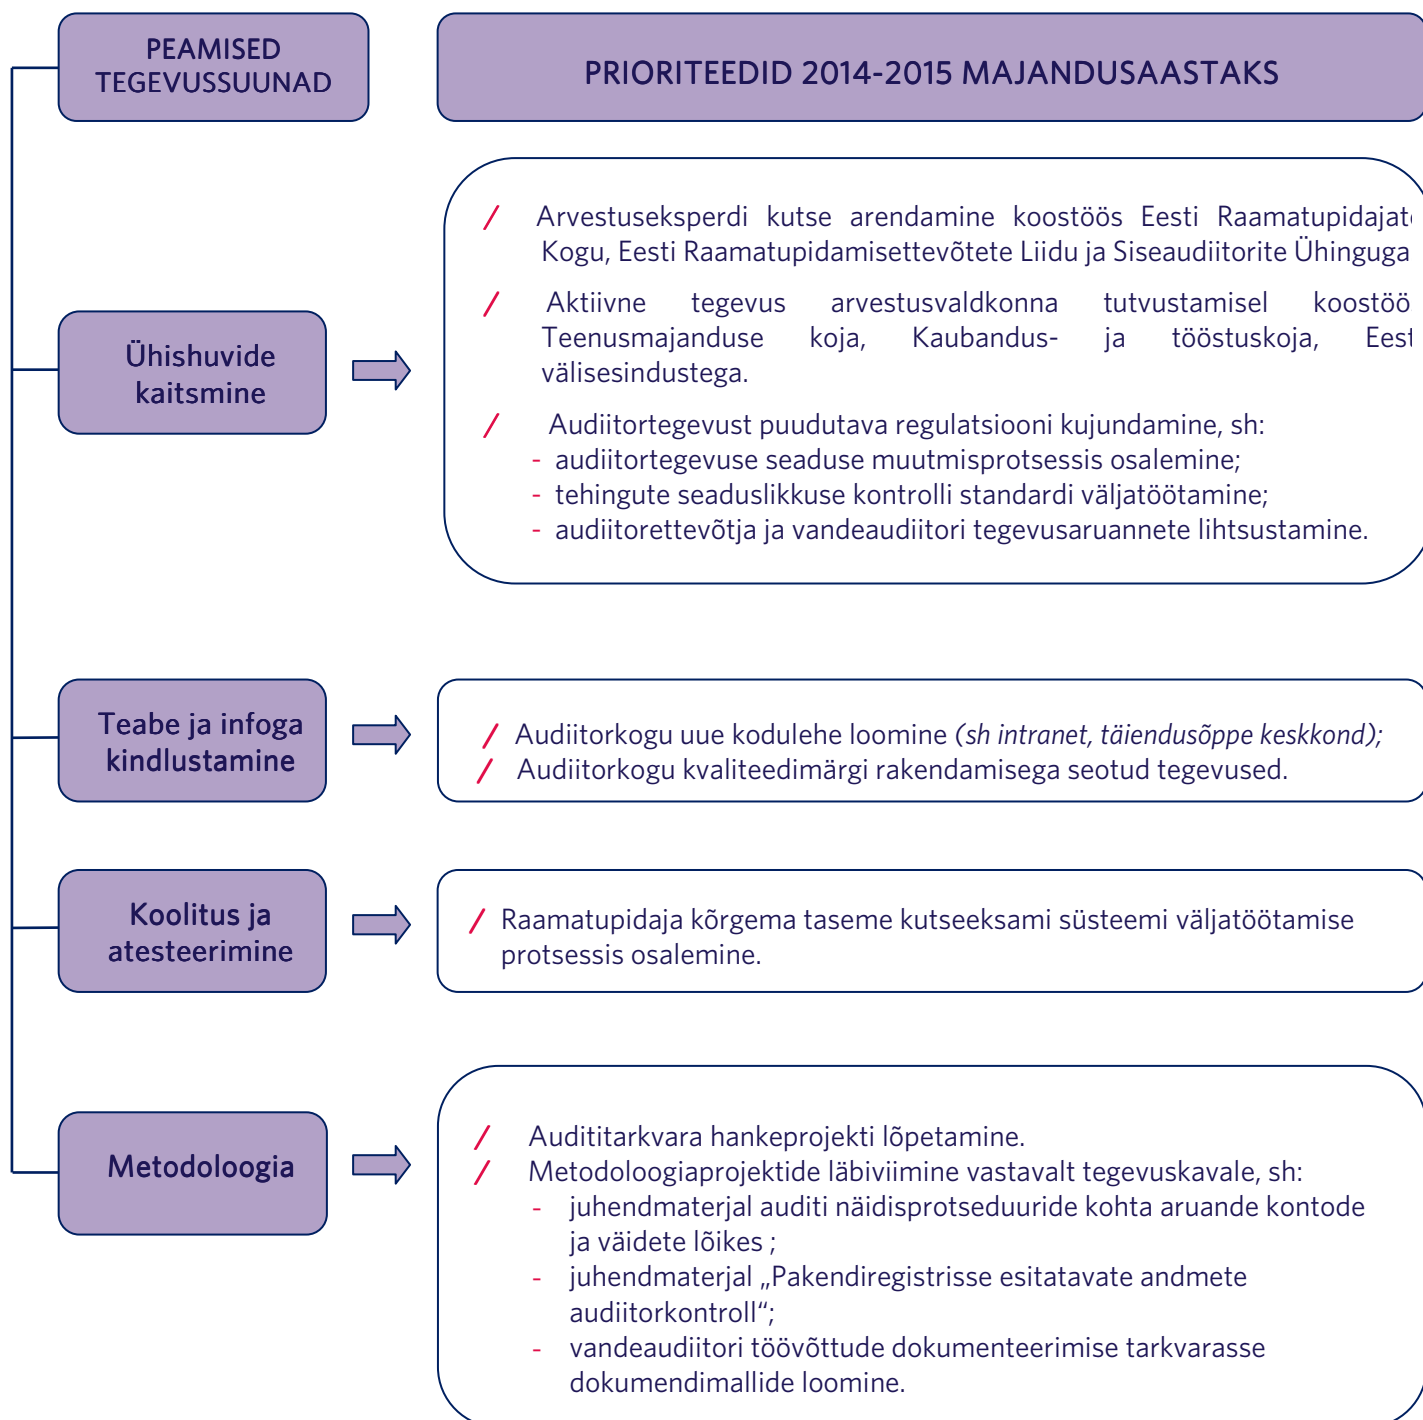 PEAMISED
TEGEVUSSUUNAD
PRIORITEEDID 2014-2015 MAJANDUSAASTAKS
Ühishuvide
kaitsmine
/ Arvestuseksperdi kutse arendamine koostöös Eesti
Kogu, Eesti Raamatupidamisettevõtete Liidu ja Siseaudiitorite Ühinguga
/ Aktiivne tegevus arvestusvaldkonna tutvustamisel
Teenusmajanduse koja, Kaubandus- ja tööstuskoja,
välisesindustega.
/ Audiitortegevust puudutava regulatsiooni kujundamine, sh:
- audiitortegevuse seaduse muutmisprotsessis osalemine;
- tehingute seaduslikkuse kontrolli standardi väljatöötamine;
- audiitorettevõtja ja vandeaudiitori tegevusaruannete lihtsustamine.
Teabe ja infoga
kindlustamine
/ Audiitorkogu uue kodulehe loomine (sh intranet, täiendusõppe keskkond);
/ Audiitorkogu kvaliteedimärgi rakendamisega seotud tegevused.
Koolitus ja
atesteerimine
/ Raamatupidaja kõrgema taseme kutseeksami süsteemi väljatöötamise
protsessis osalemine.
Metodoloogia
/ Audititarkvara hankeprojekti lõpetamine.
/ Metodoloogiaprojektide läbiviimine vastavalt tegevuskavale, sh:
- juhendmaterjal auditi näidisprotseduuride kohta aruande kontode
ja väidete lõikes ;
- juhendmaterjal „Pakendiregistrisse esitatavate andmete
audiitorkontroll“;
- vandeaudiitori töövõttude dokumenteerimise tarkvarasse
dokumendimallide loomine.